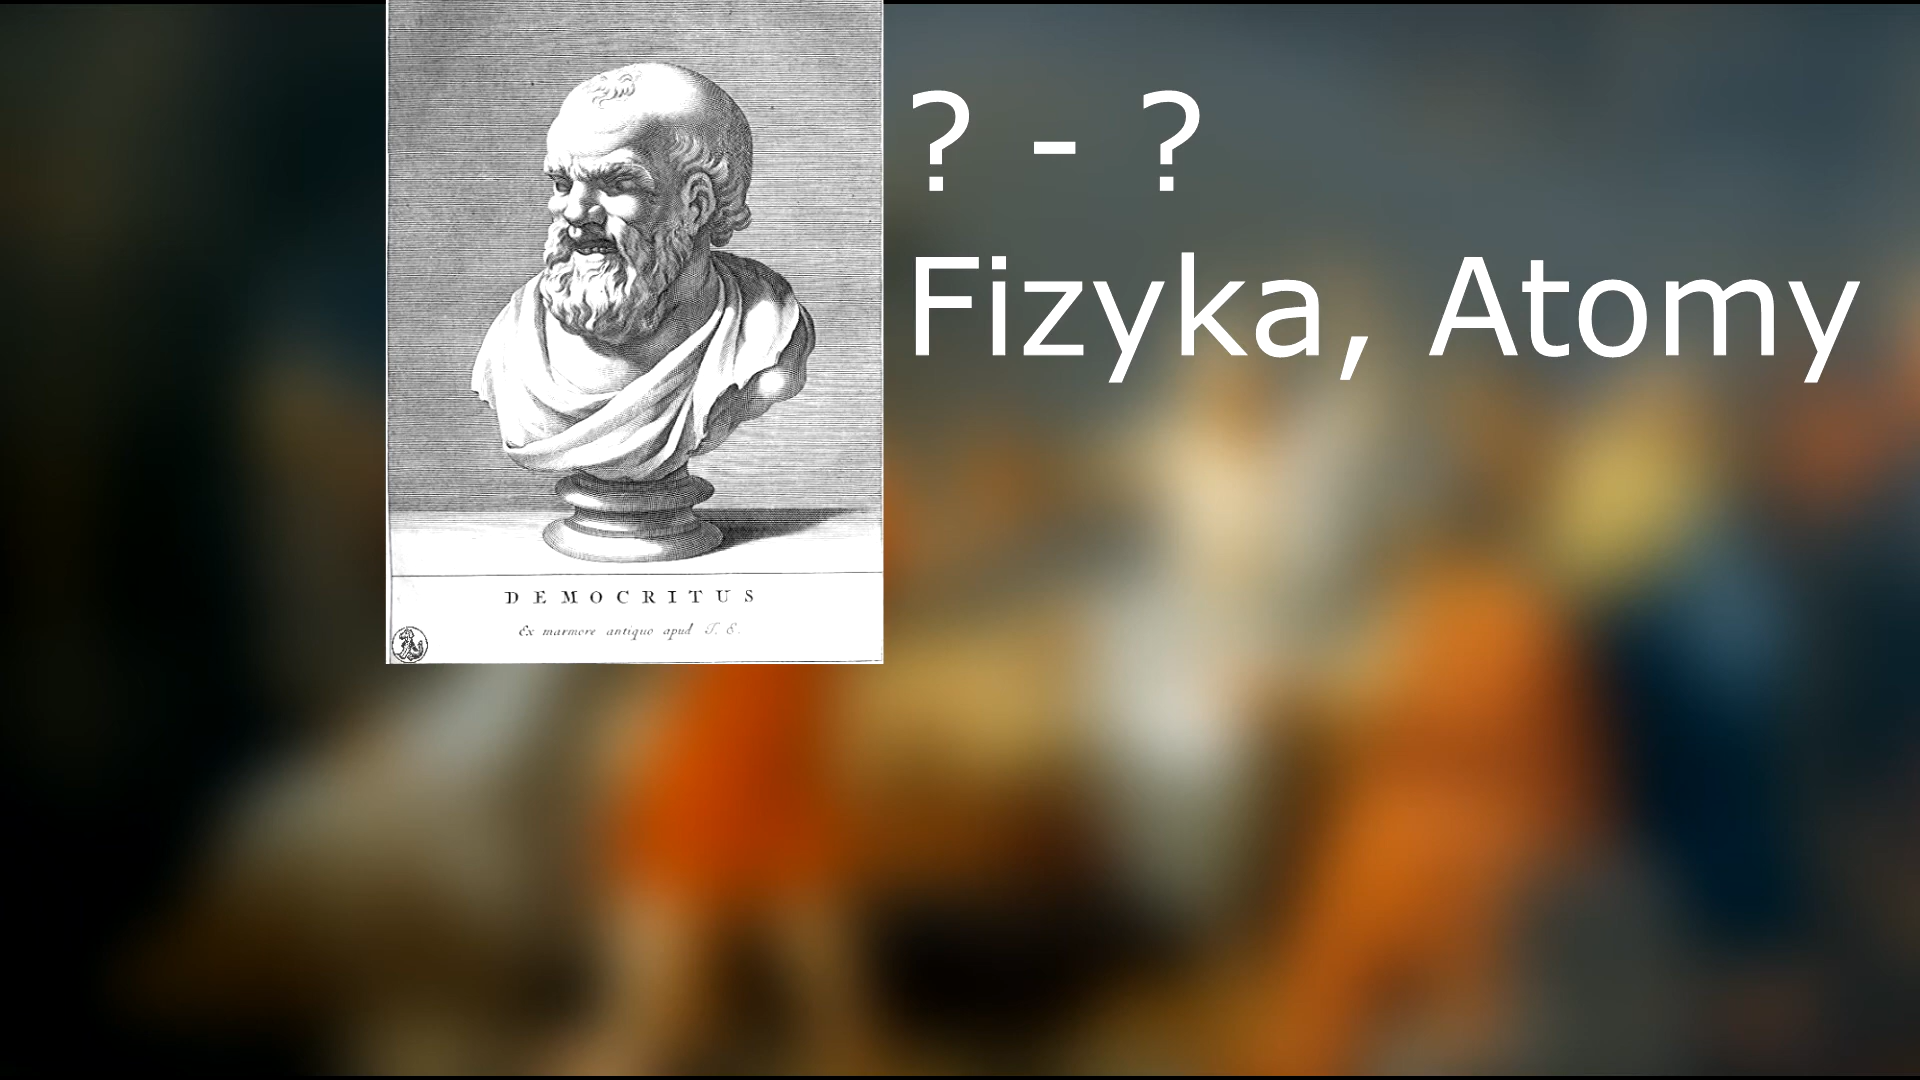 ? - ?
Fizyka, Atomy
DEMOCRITUS
Ex marmore antiquo apud T. E.